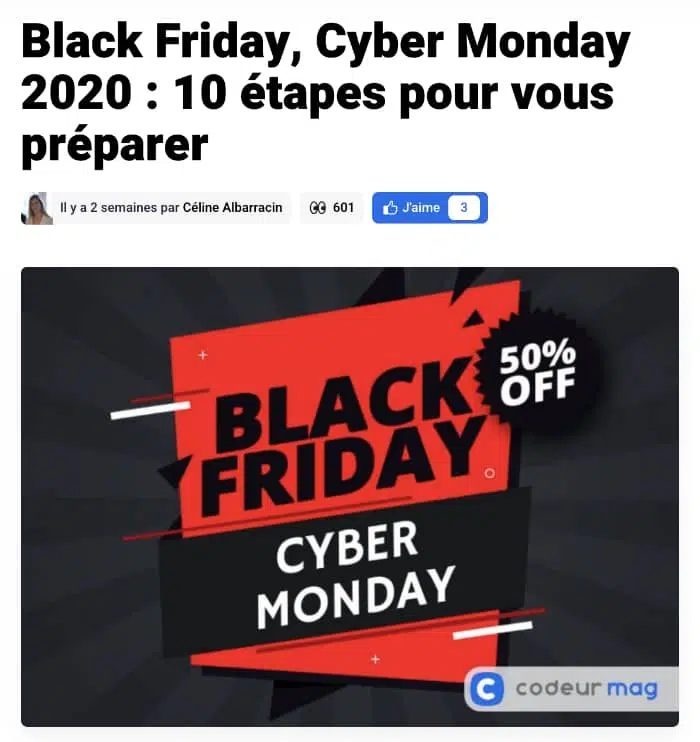 Black Friday, Cyber Monday
2020 : 10 étapes pour vous
préparer
Il y a 2 semaines par Céline Albarracin
601
J'aime
3
50%
OFF
BLACK
FRIDAY
CYBER
MONDAY
C codeur mag